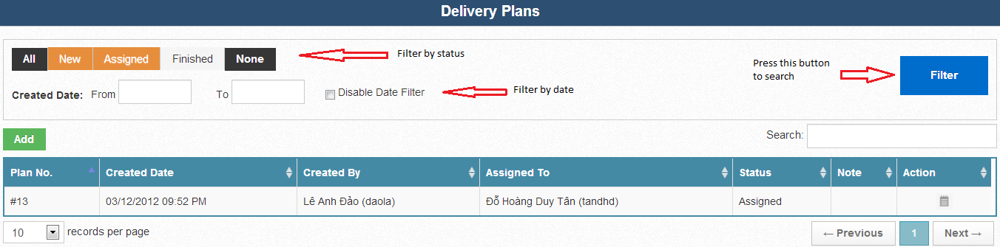 Delivery Plans
All New Assigned Finished None
Filter by status
Press this button
to search
Filter
Created Date: From To Disable Date Filter
Filter by date
Add
Search:
Plan No. Created Date Created By Assigned To Status Note Action
#13 03/12/2012 09:52 PM Lê Anh Đảo (daola) Đỗ Hoàng Duy Tân (tandhd) Assigned
10 records per page
← Previous 1 Next →